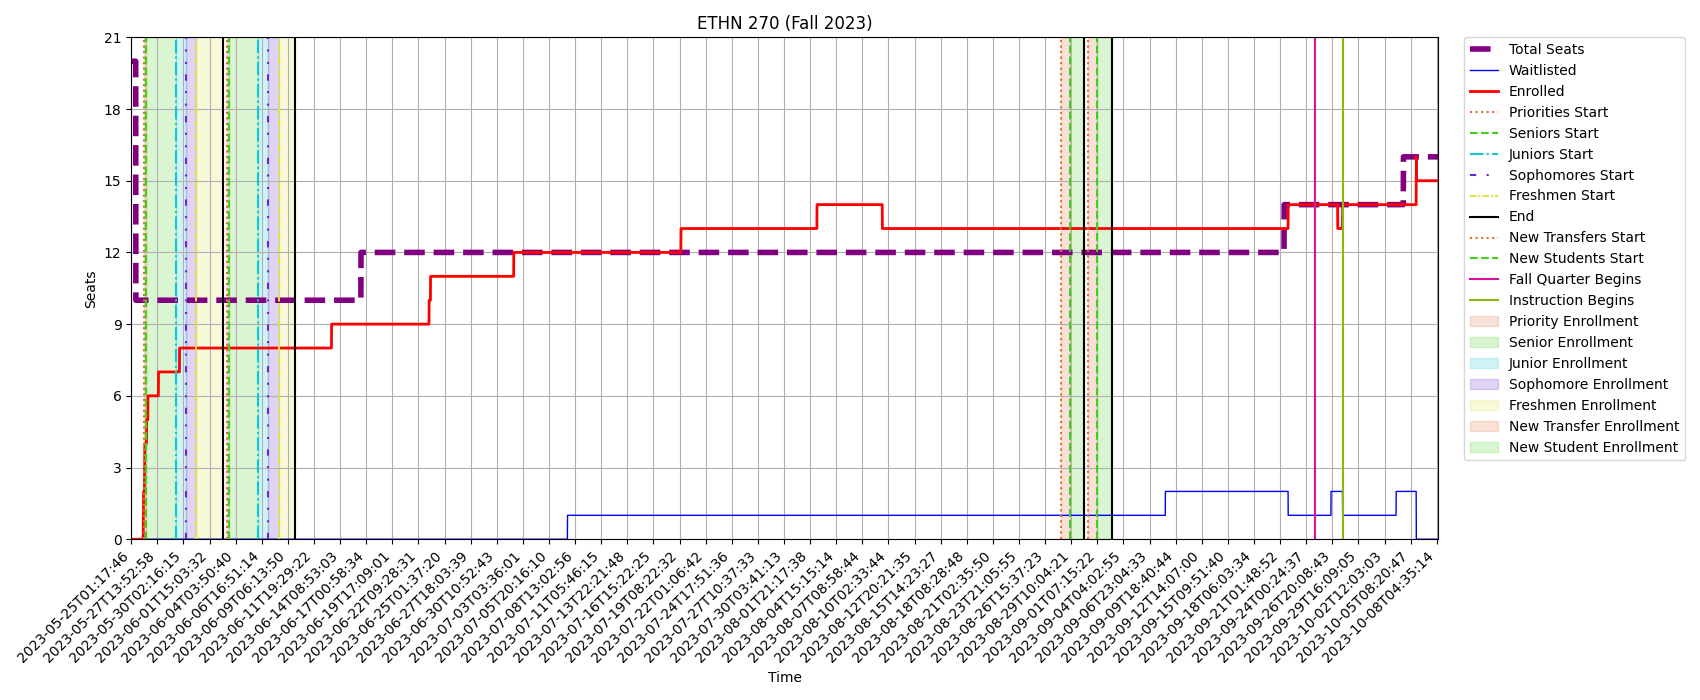 ETHN 270 (Fall 2023)
21
18
15
12
9
6
3
0
Seats
2023-05-25T01:17:46
2023-05-27T13:52:58
2023-05-30T02:16:15
2023-06-01T15:03:32
2023-06-04T03:50:40
2023-06-06T16:51:14
2023-06-09T06:13:50
2023-06-11T19:29:22
2023-06-14T08:53:03
2023-06-17T00:58:34
2023-06-19T17:09:01
2023-06-22T09:28:31
2023-06-25T01:37:20
2023-06-27T18:03:39
2023-06-30T10:52:43
2023-07-03T03:36:01
2023-07-05T20:16:10
2023-07-08T13:02:56
2023-07-11T05:46:15
2023-07-13T22:21:48
2023-07-16T15:22:25
2023-07-19T08:22:32
2023-07-22T01:06:42
2023-07-24T17:51:36
2023-07-27T10:37:33
2023-07-30T03:41:13
2023-08-01T21:17:38
2023-08-04T15:15:14
2023-08-07T08:58:44
2023-08-10T02:33:44
2023-08-12T20:21:35
2023-08-15T14:23:27
2023-08-18T08:28:48
2023-08-21T02:35:50
2023-08-23T21:05:55
2023-08-26T15:37:23
2023-08-29T10:04:21
2023-09-01T07:15:22
2023-09-04T04:02:55
2023-09-06T23:04:33
2023-09-09T18:40:44
2023-09-12T14:07:00
2023-09-15T09:51:40
2023-09-18T06:03:34
2023-09-21T01:48:52
2023-09-24T00:24:37
2023-09-26T20:08:43
2023-09-29T16:09:05
2023-10-02T12:03:03
2023-10-05T08:20:47
2023-10-08T04:35:14
Time
Total Seats
Waitlisted
Enrolled
Priorities Start
Seniors Start
Juniors Start
Sophomores Start
Freshmen Start
End
New Transfers Start
New Students Start
Fall Quarter Begins
Instruction Begins
Priority Enrollment
Senior Enrollment
Junior Enrollment
Sophomore Enrollment
Freshmen Enrollment
New Transfer Enrollment
New Student Enrollment